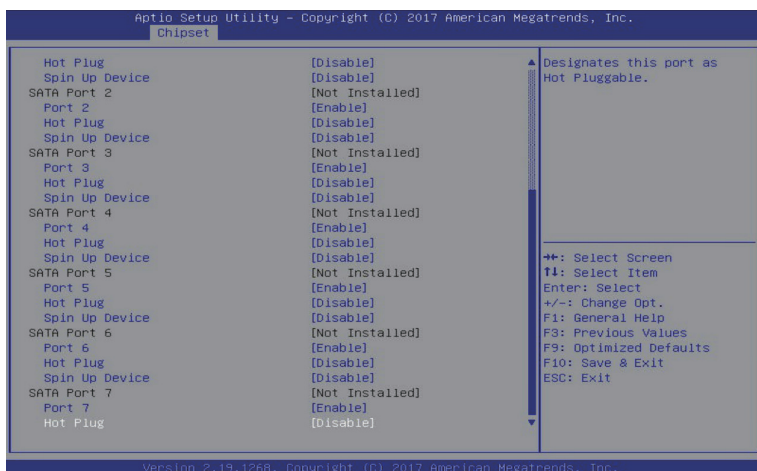 Aptio Setup Utility – Copyright (C) 2017 American Megatrends, Inc.
Chipset
Hot Plug [Disable]
Spin Up Device [Disable]
SATA Port 2 [Not Installed]
Port 2 [Enable]
Hot Plug [Disable]
Spin Up Device [Disable]
SATA Port 3 [Not Installed]
Port 3 [Enable]
Hot Plug [Disable]
Spin Up Device [Disable]
SATA Port 4 [Not Installed]
Port 4 [Enable]
Hot Plug [Disable]
Spin Up Device [Disable]
SATA Port 5 [Not Installed]
Port 5 [Enable]
Hot Plug [Disable]
Spin Up Device [Disable]
SATA Port 6 [Not Installed]
Port 6 [Enable]
Hot Plug [Disable]
Spin Up Device [Disable]
SATA Port 7 [Not Installed]
Port 7 [Enable]
Hot Plug [Disable]
Designates this port as
Hot Pluggable.
→←: Select Screen
↑↓: Select Item
Enter: Select
+/-: Change Opt.
F1: General Help
F3: Previous Values
F9: Optimized Defaults
F10: Save & Exit
ESC: Exit
Version 2.19.1268. Copyright (C) 2017 American Megatrends, Inc.